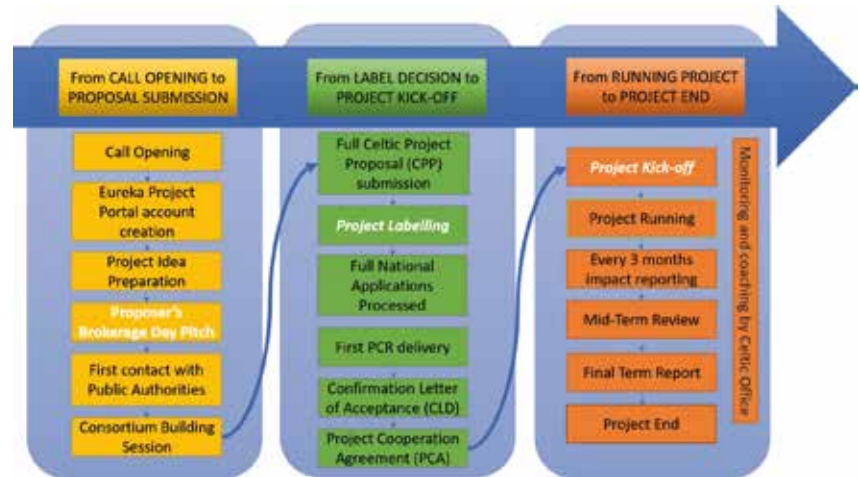 From CALL OPENING to
PROPOSAL SUBMISSION
Call Opening
Eureka Project
Portal account
creation
Project Idea
Preparation
Proposer's
Brokerage Day Pitch
First contact with
Public Authorities
Consortium Building
Session
From LABEL DECISION to
PROJECT KICK-OFF
Full Celtic Project
Proposal (CPP)
submission
Project Labelling
Full National
Applications
Processed
First PCR delivery
Confirmation Letter
of Acceptance (CLD)
Project Cooperation
Agreement (PCA)
From RUNNING PROJECT
to PROJECT END
Project Kick-off
Project Running
Every 3 months
impact reporting
Mid-Term Review
Final Term Report
Project End
Monitoring and coaching by Celtic Office